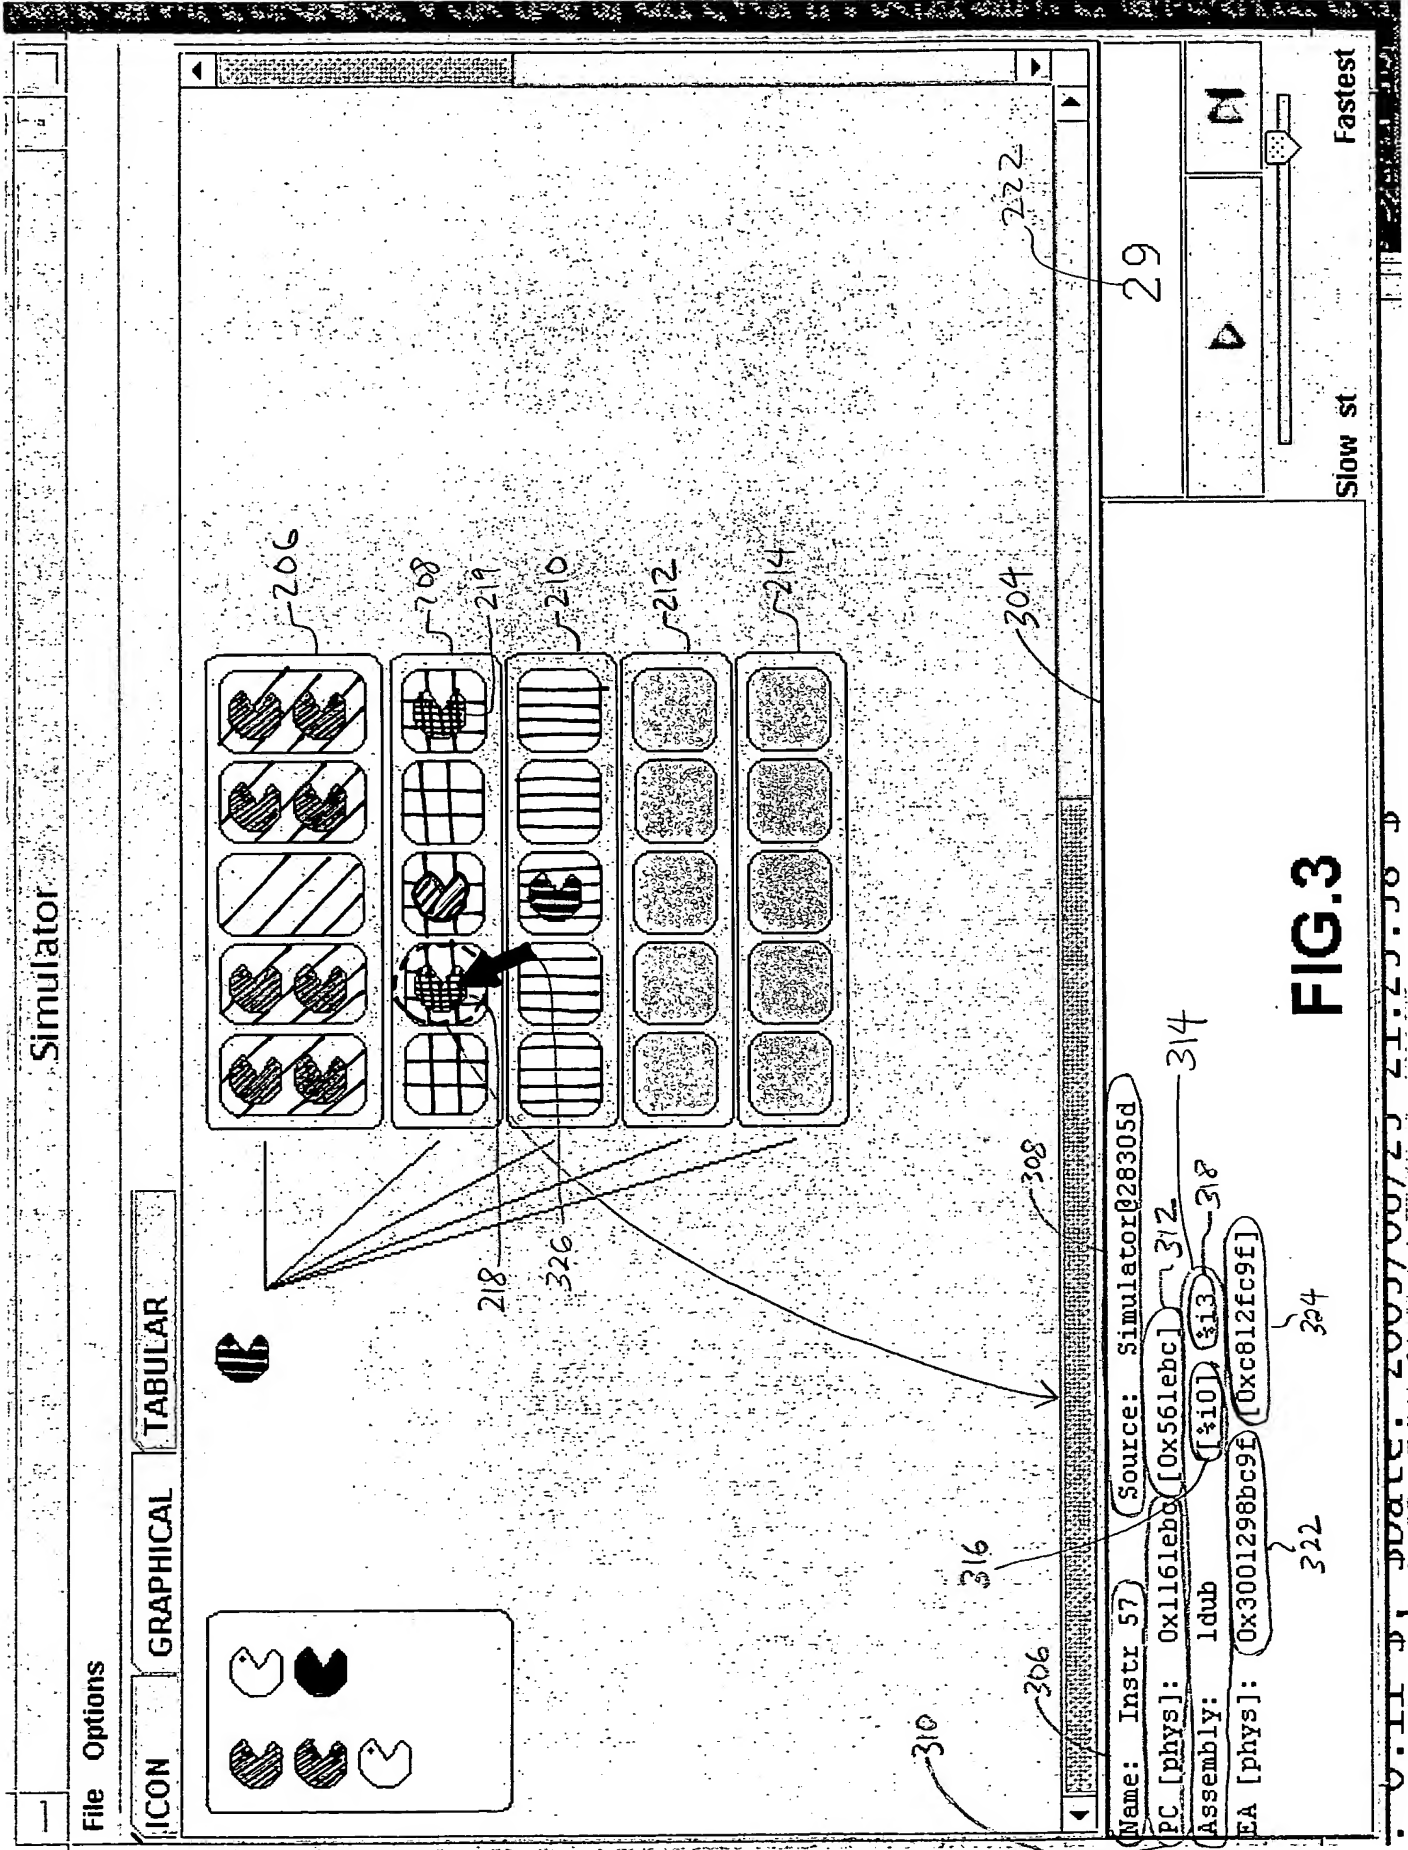 Simulator
File Options
ICON GRAPHICAL TABULAR
206
208
219
210
212
214
218
326
222
29
304
306
308
310
312
314
316
318
322
324
Name: Instr 57 Source: Simulator@28305d
PC [phys]: 0x1161ebc [0x561ebc]
Assembly: ldub [%i0] %i3
EA [phys]: 0x3001298bc9f [0xc812fc9f]
Slow st Fastest
FIG.3